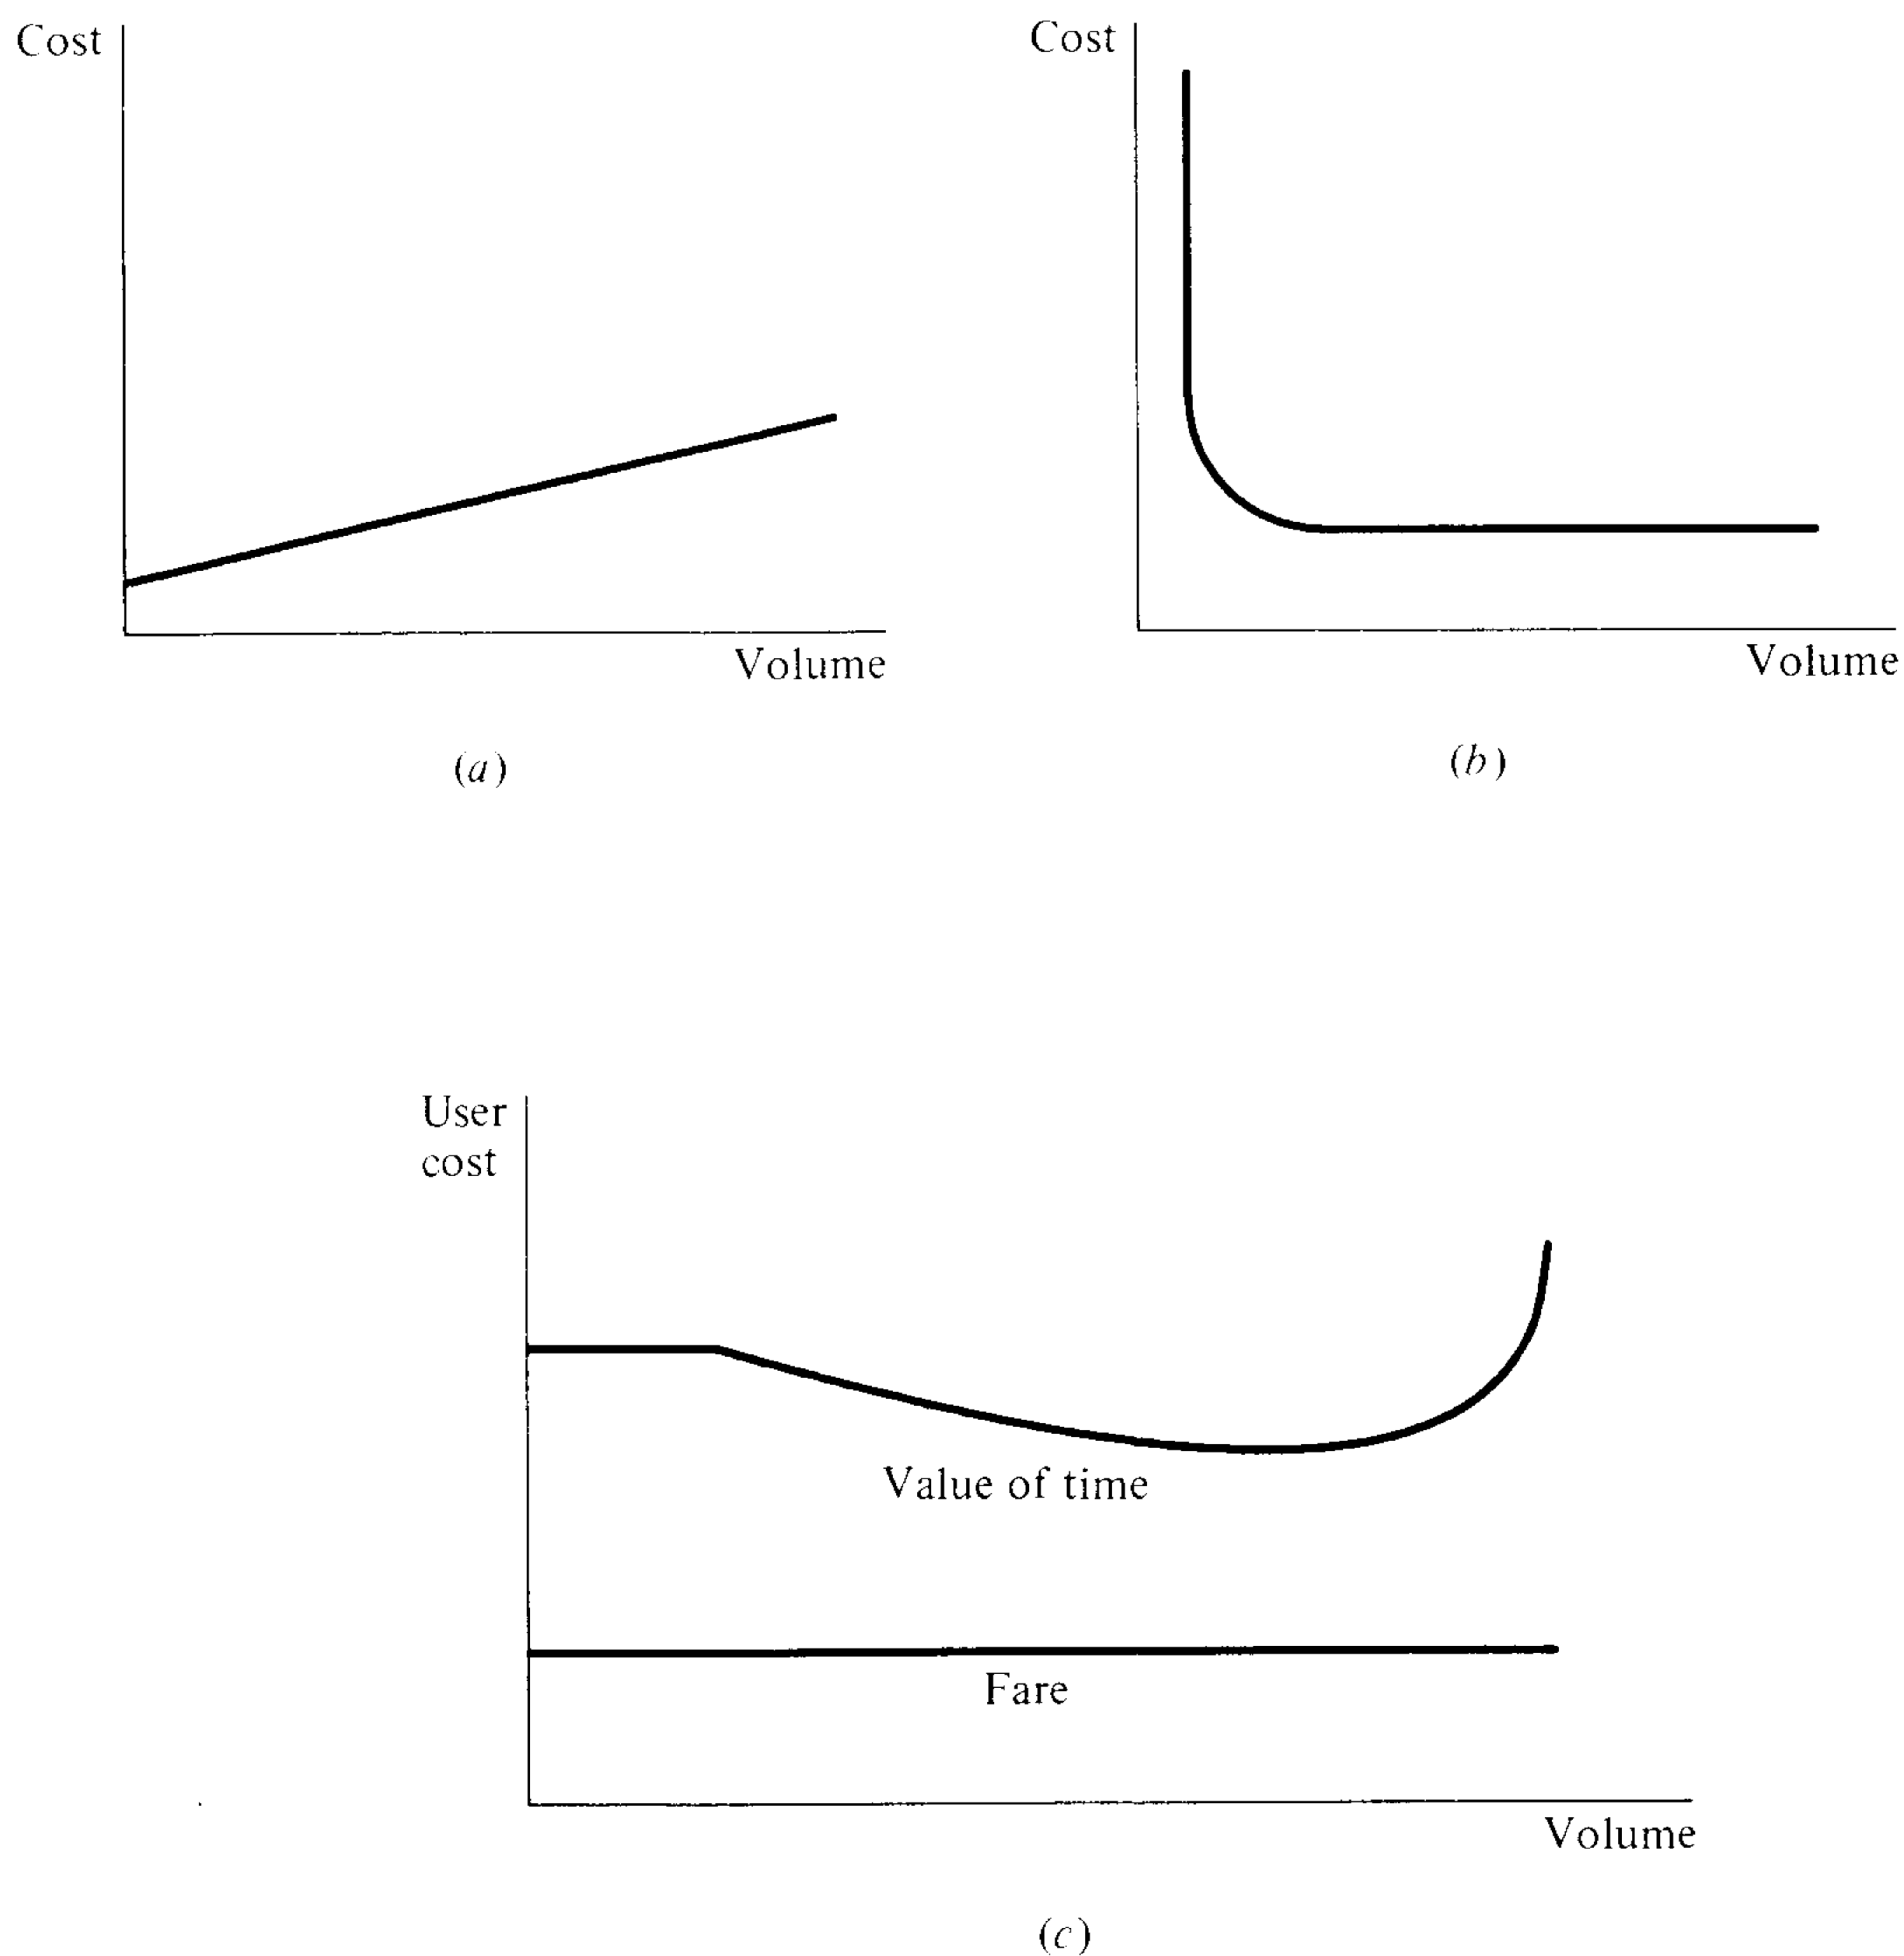 Cost
Cost
Volume
Volume
(a)
(b)
User
cost
Value of time
Fare
Volume
(c)